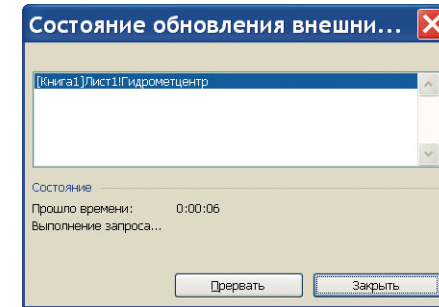 Состояние обновления внешни...
[Книга1]Лист1!Гидрометцентр
Состояние
Прошло времени: 0:00:06
Выполнение запроса...
Прервать Закрыть